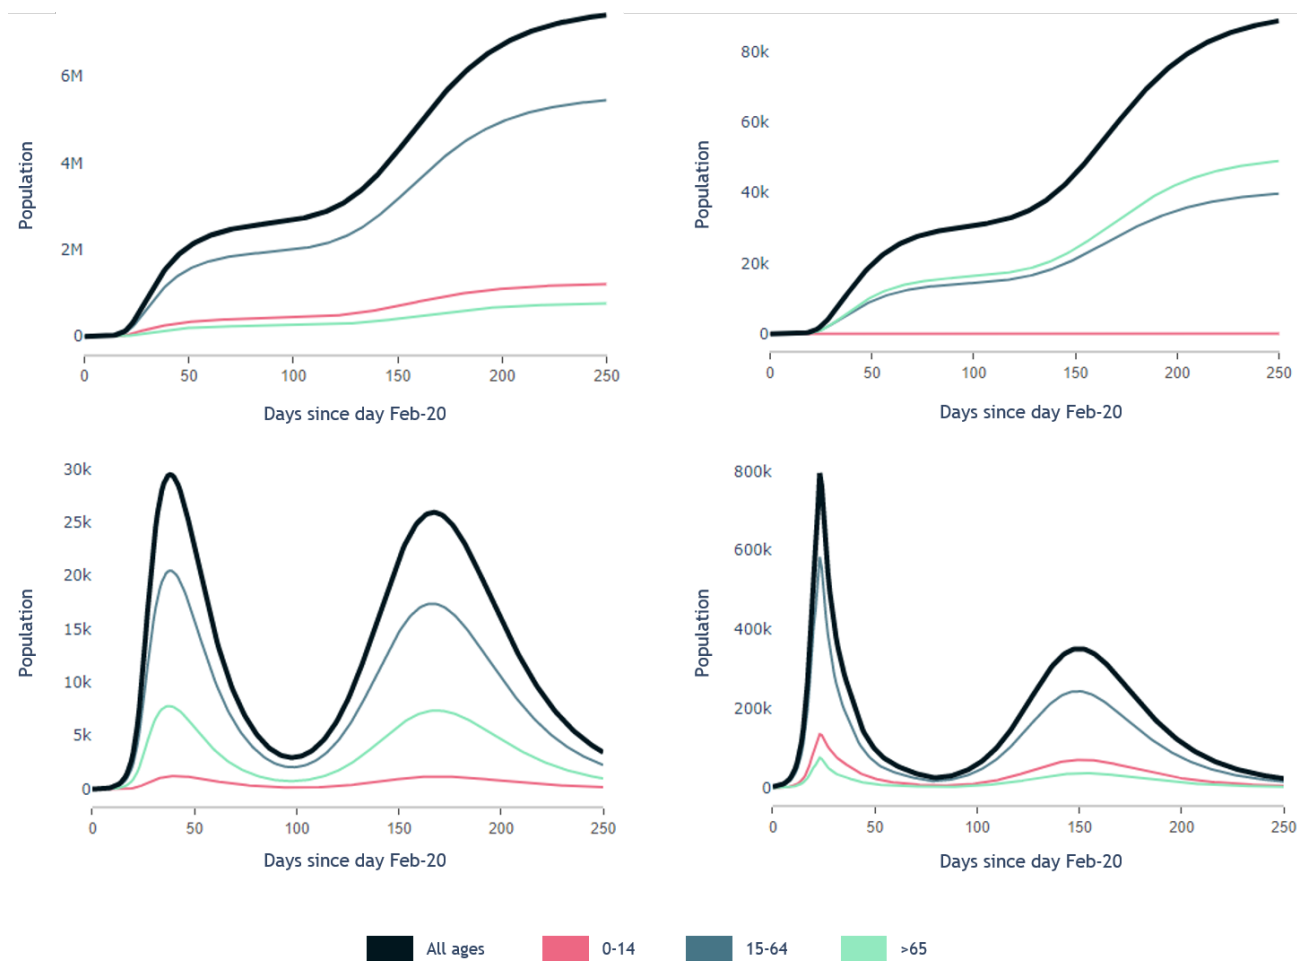 Population
6M
4M
2M
0
0 50 100 150 200 250
Days since day Feb-20
Population
80k
60k
40k
20k
0
0 50 100 150 200 250
Days since day Feb-20
Population
30k
25k
20k
15k
10k
5k
0
0 50 100 150 200 250
Days since day Feb-20
Population
800k
600k
400k
200k
0
0 50 100 150 200 250
Days since day Feb-20
All ages 0-14 15-64 >65